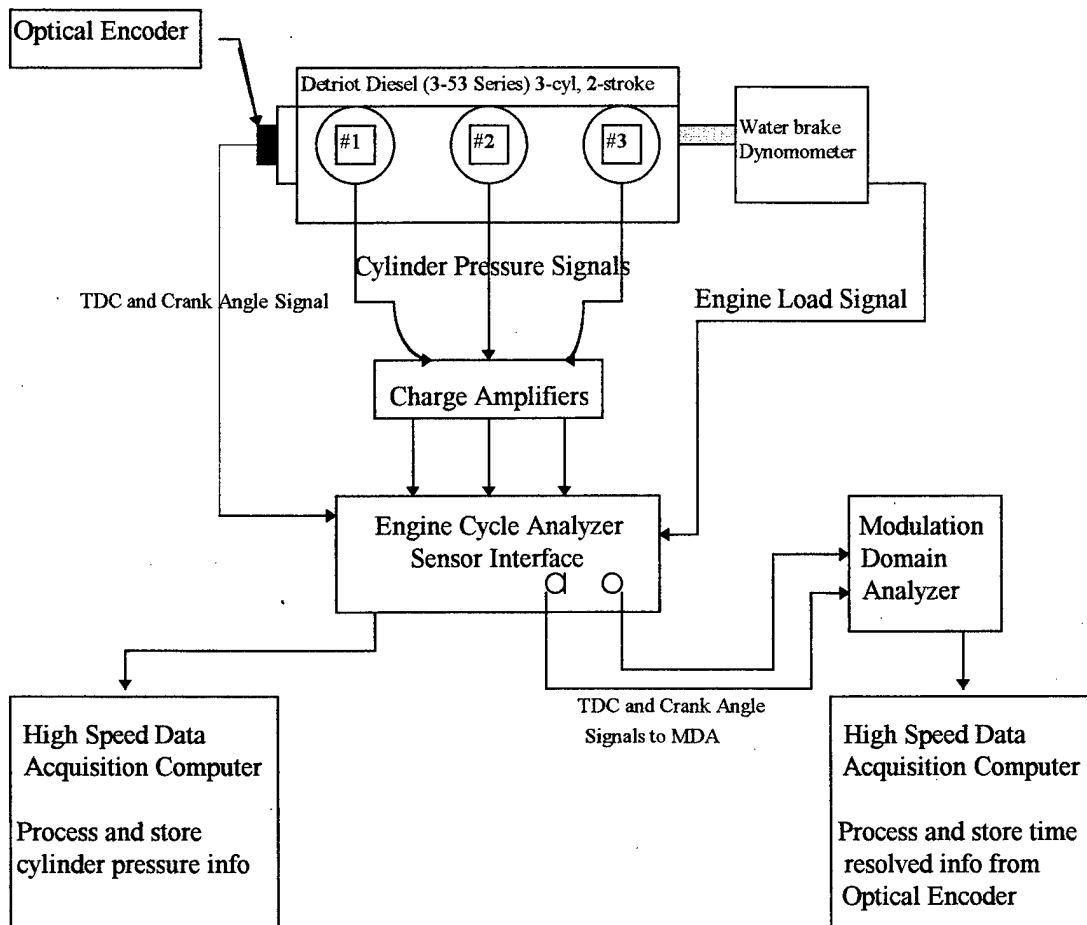 Optical Encoder
Detriot Diesel (3-53 Series) 3-cyl, 2-stroke
#1
#2
#3
Water brake
Dynomometer
Cylinder Pressure Signals
TDC and Crank Angle Signal
Engine Load Signal
Charge Amplifiers
Engine Cycle Analyzer
Sensor Interface
Modulation
Domain
Analyzer
TDC and Crank Angle
Signals to MDA
High Speed Data
Acquisition Computer
Process and store
cylinder pressure info
High Speed Data
Acquisition Computer
Process and store time
resolved info from
Optical Encoder